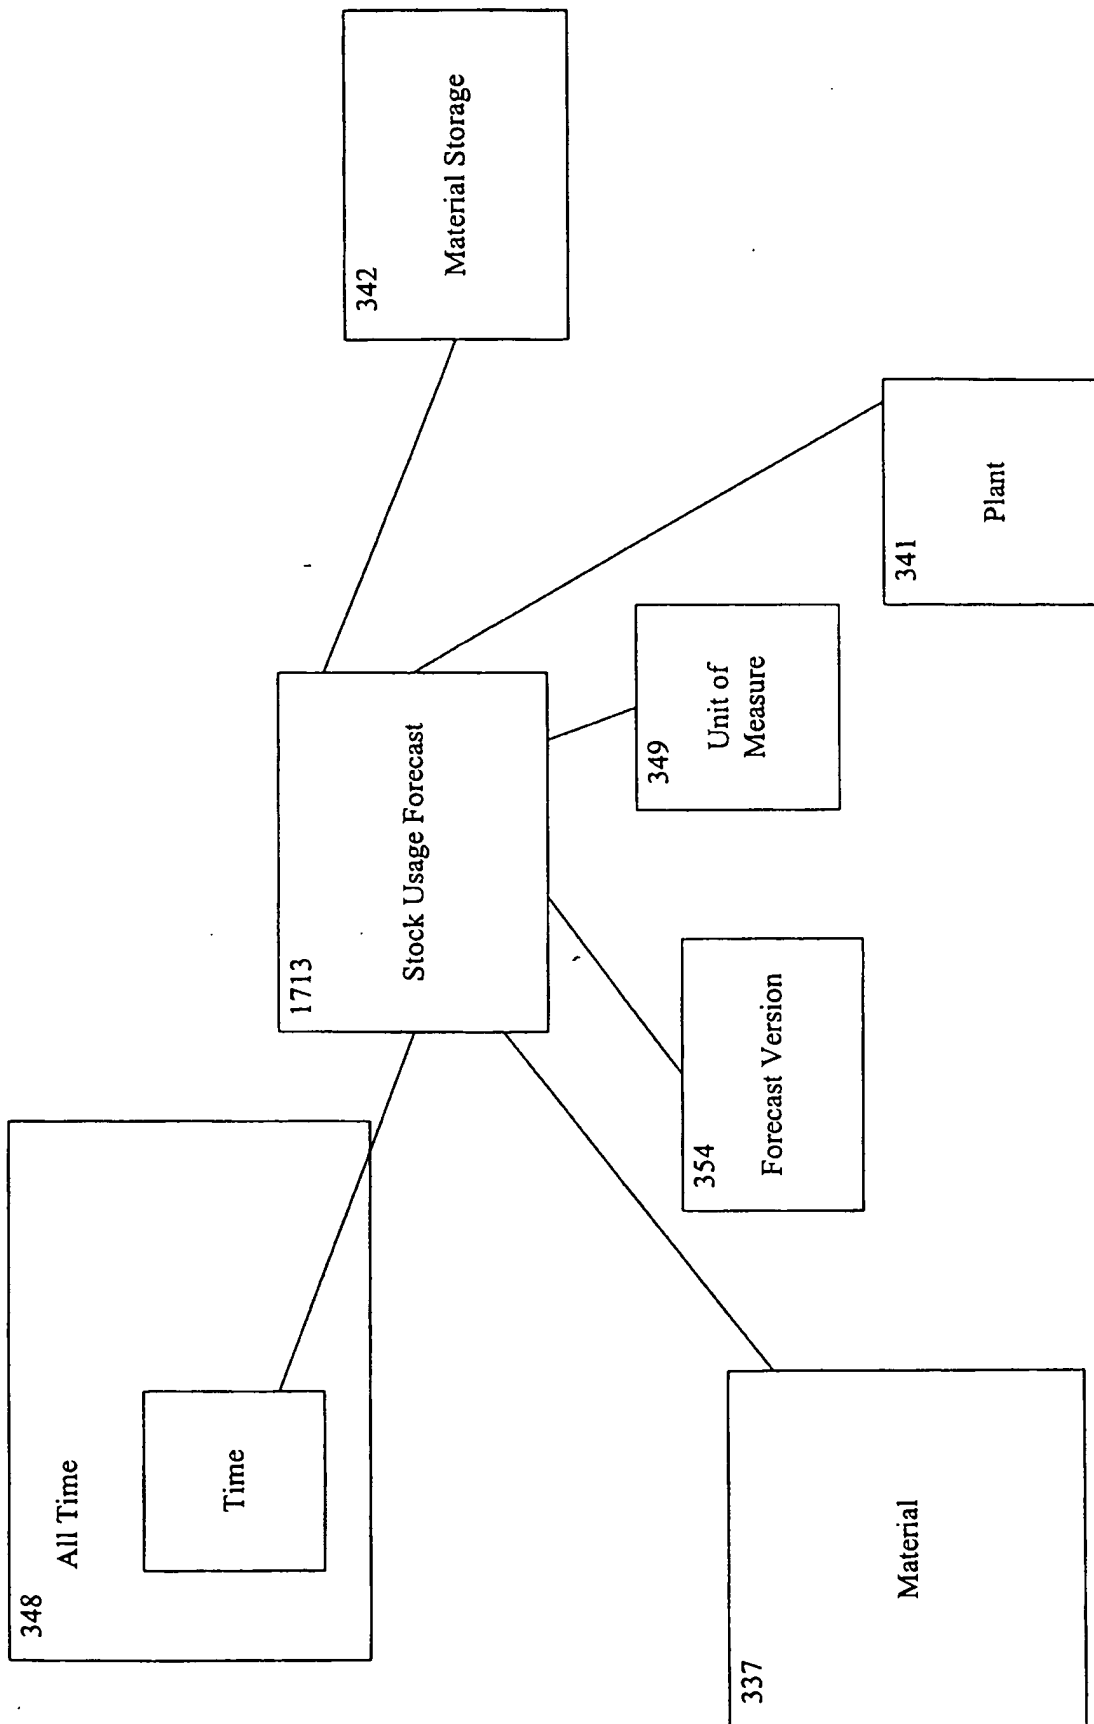 348
All Time
Time
1713
Stock Usage Forecast
342
Material Storage
337
Material
354
Forecast Version
349
Unit of
Measure
341
Plant